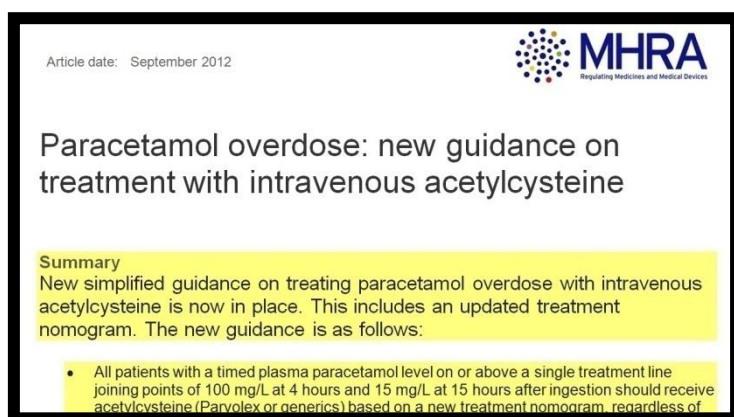 Article date: September 2012
MHRA
Regulating Medicines and Medical Devices
Paracetamol overdose: new guidance on
treatment with intravenous acetylcysteine
Summary
New simplified guidance on treating paracetamol overdose with intravenous
acetylcysteine is now in place. This includes an updated treatment
nomogram. The new guidance is as follows:
• All patients with a timed plasma paracetamol level on or above a single treatment line
joining points of 100 mg/L at 4 hours and 15 mg/L at 15 hours after ingestion should receive
acetylcysteine (Parvolex or generics) based on a new treatment nomogram, regardless of